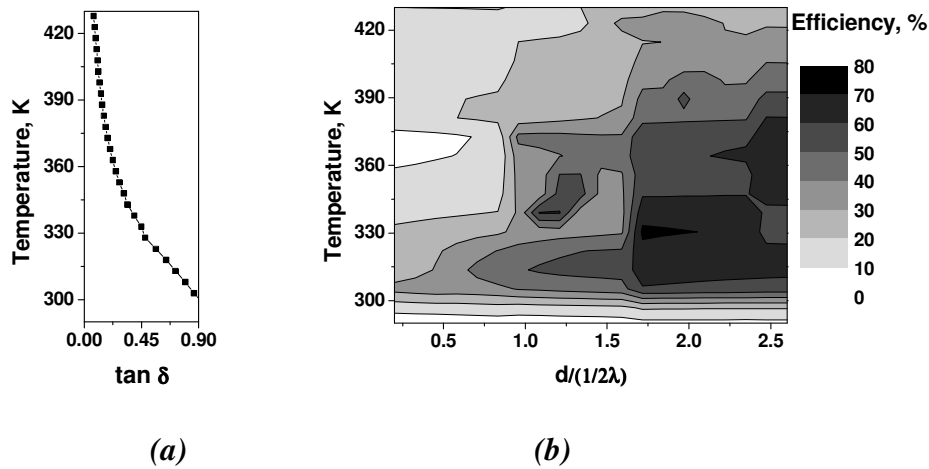 420
390
360
330
300
Temperature, K
0.00 0.45 0.90
tan δ
(a)
420
390
360
330
300
Temperature, K
0.5 1.0 1.5 2.0 2.5
d/(1/2λ)
(b)
Efficiency, %
80
70
60
50
40
30
20
10
0